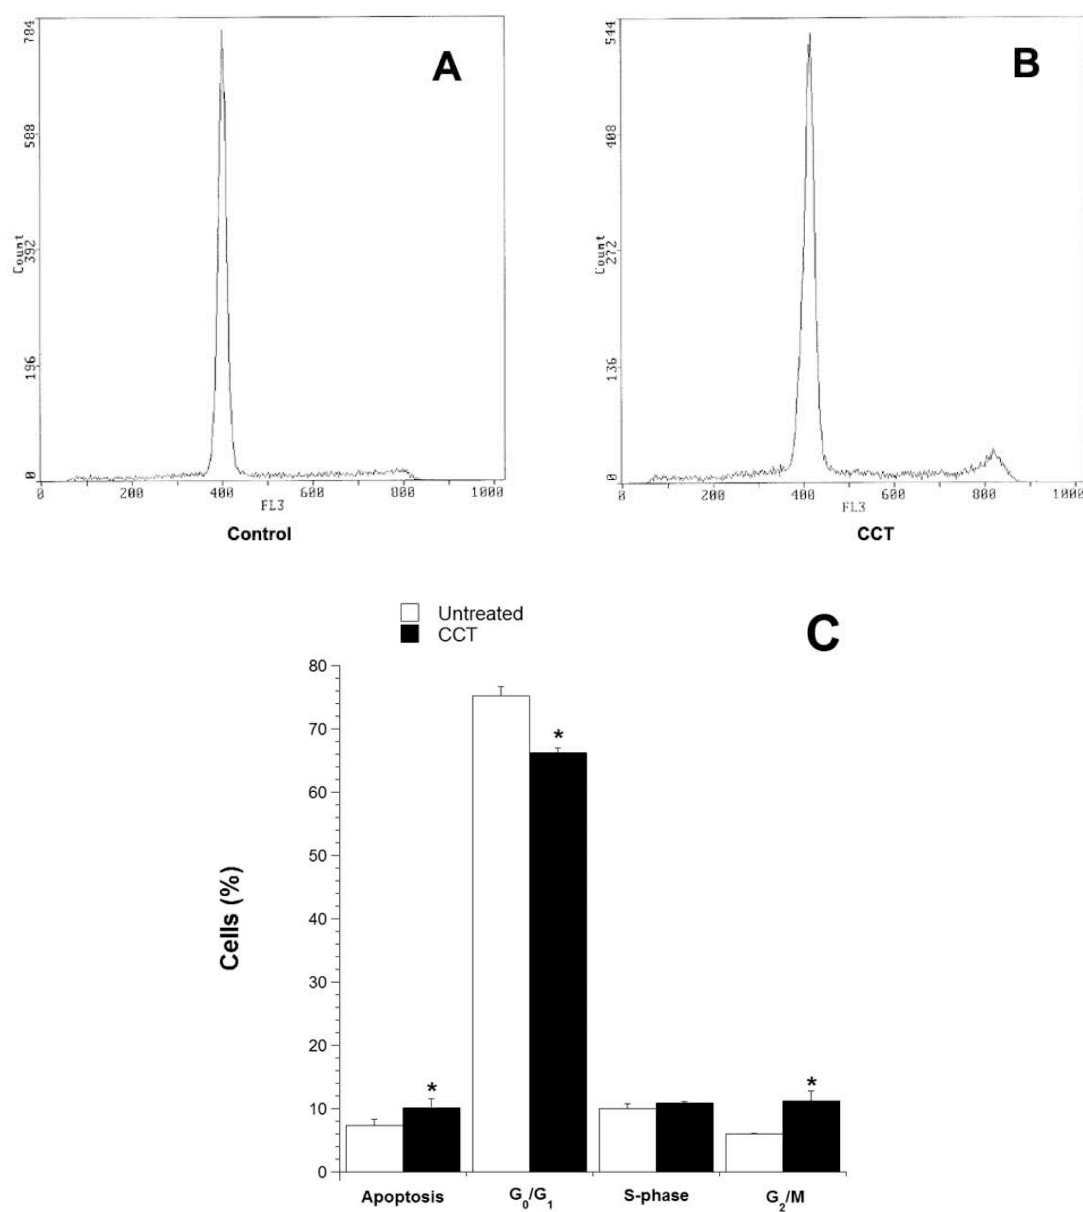 A
784
588
392
196
0
Count
0 200 400 600 800 1000
FL3
Control
B
544
408
272
136
0
Count
0 200 400 600 800 1000
FL3
CCT
Untreated
CCT
C
80
70
60
50
40
30
20
10
0
Cells (%)
*
*
*
Apoptosis G₀/G₁ S-phase G₂/M